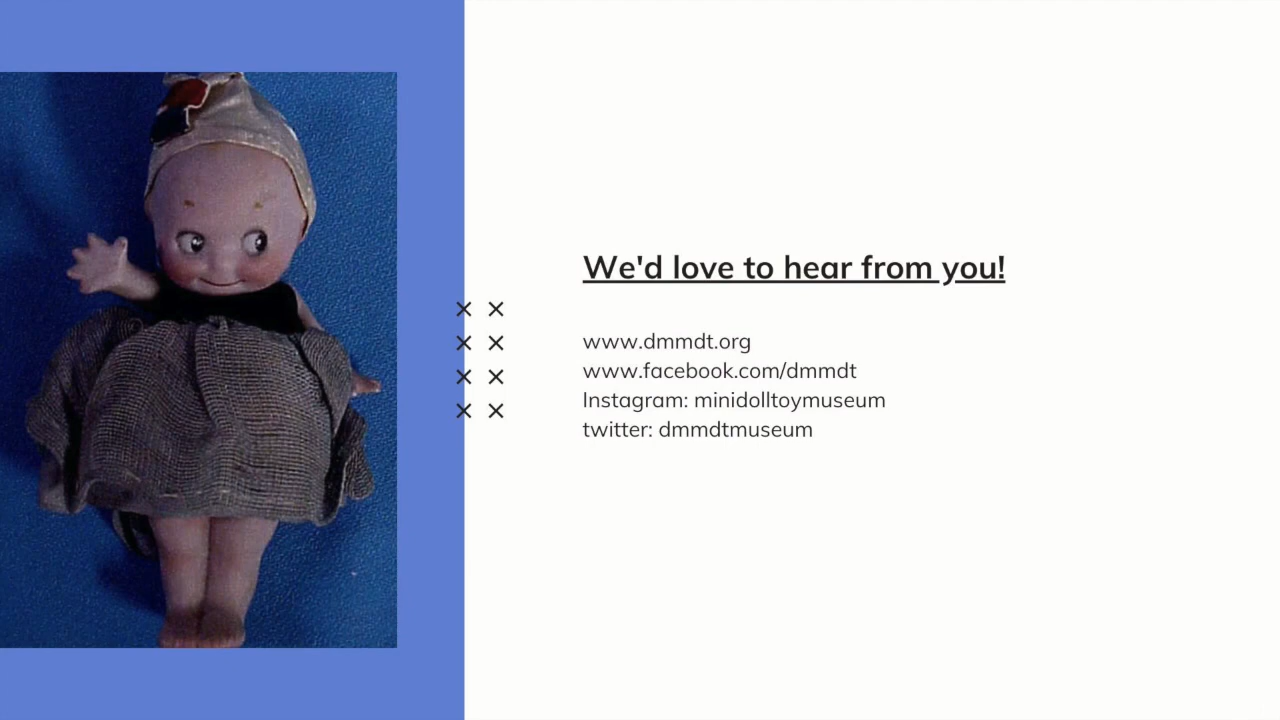 We'd love to hear from you!
www.dmmdt.org
www.facebook.com/dmmdt
Instagram: minidolltoymuseum
twitter: dmmdtmuseum